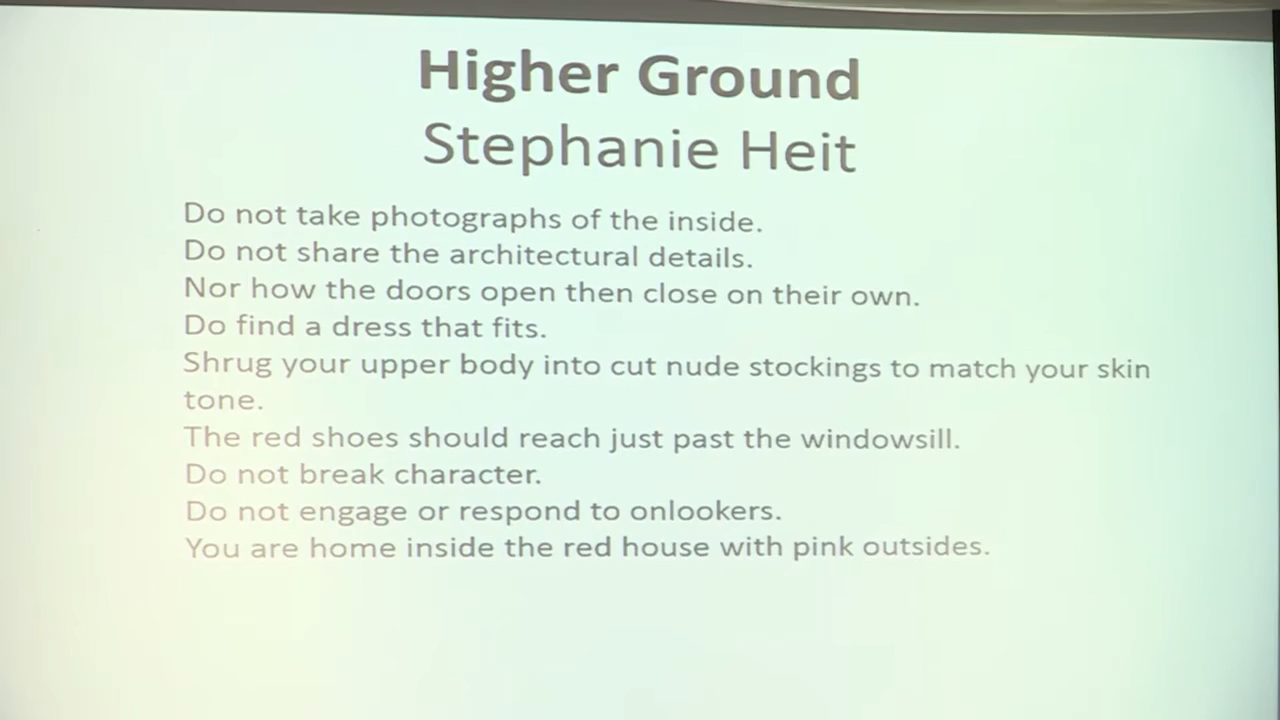 Higher Ground
Stephanie Heit
Do not take photographs of the inside.
Do not share the architectural details.
Nor how the doors open then close on their own.
Do find a dress that fits.
Shrug your upper body into cut nude stockings to match your skin
tone.
The red shoes should reach just past the windowsill.
Do not break character.
Do not engage or respond to onlookers.
You are home inside the red house with pink outsides.